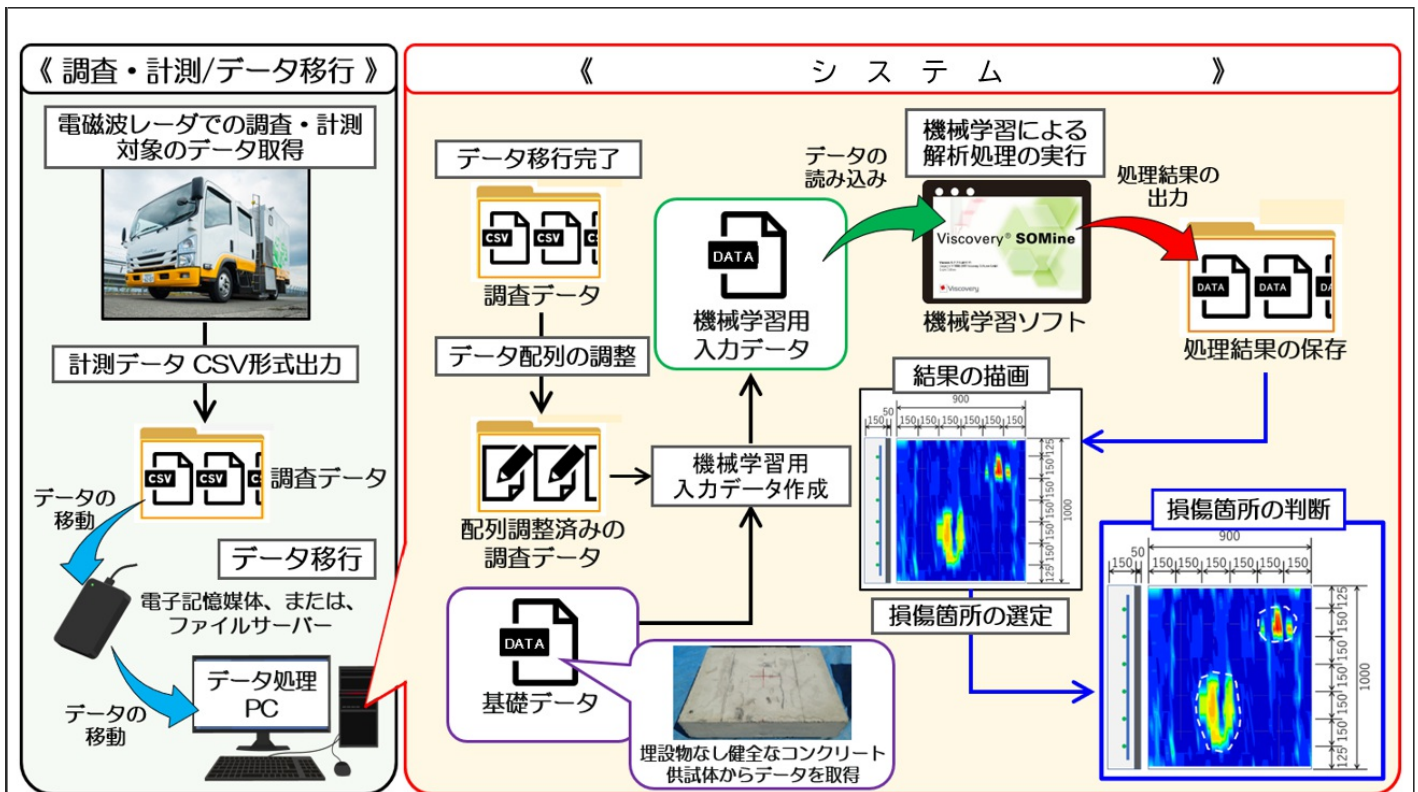 《 調査・計測/データ移行 》
電磁波レーダでの調査・計測
対象のデータ取得
計測データ CSV形式出力
CSV
CSV
調査データ
データの
移動
データ移行
電子記憶媒体、または、
ファイルサーバー
データの
移動
データ処理
PC
《 システム 》
データ移行完了
CSV
CSV
調査データ
データ配列の調整
配列調整済みの
調査データ
機械学習用
入力データ作成
DATA
基礎データ
埋設物なし健全なコンクリート
供試体からデータを取得
DATA
機械学習用
入力データ
データの
読み込み
機械学習による
解析処理の実行
Viscovery® SOMine
Viscovery
機械学習ソフト
処理結果の
出力
DATA
DATA
処理結果の保存
結果の描画
900
50
150 150 150 150 150 150
125 150 150 150 150 150 125
1000
損傷箇所の選定
損傷箇所の判断
900
50
150 150 150 150 150 150
125 150 150 150 150 150 125
1000